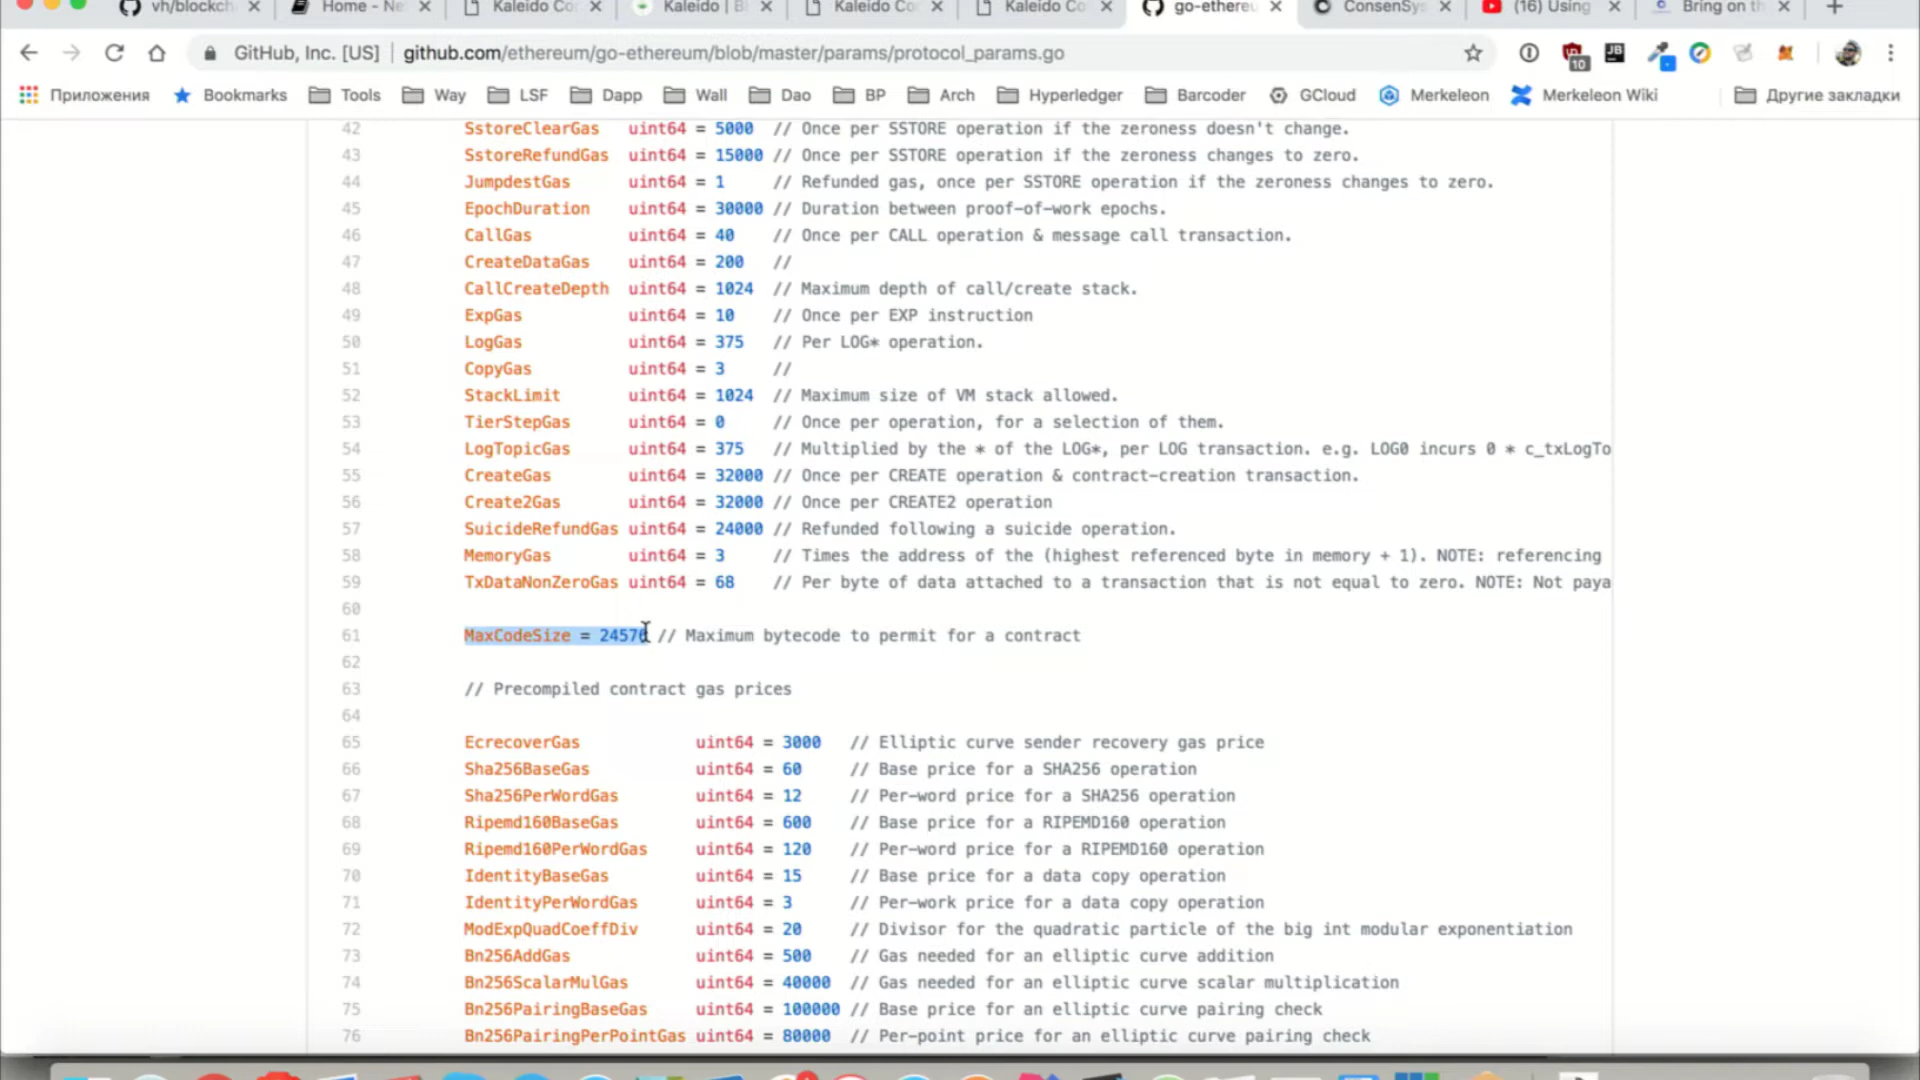 vh/blockch
Home - Ne
Kaleido Co
Kaleido | B
Kaleido Co
Kaleido Co
go-ethereu
ConsenSys
(16) Using
Bring on th
GitHub, Inc. [US] | github.com/ethereum/go-ethereum/blob/master/params/protocol_params.go
10
JB
Приложения Bookmarks Tools Way LSF Dapp Wall Dao BP Arch Hyperledger Barcoder GCloud Merkeleon Merkeleon Wiki Другие закладки
42 SstoreClearGas uint64 = 5000 // Once per SSTORE operation if the zeroness doesn't change.
43 SstoreRefundGas uint64 = 15000 // Once per SSTORE operation if the zeroness changes to zero.
44 JumpdestGas uint64 = 1 // Refunded gas, once per SSTORE operation if the zeroness changes to zero.
45 EpochDuration uint64 = 30000 // Duration between proof-of-work epochs.
46 CallGas uint64 = 40 // Once per CALL operation & message call transaction.
47 CreateDataGas uint64 = 200 //
48 CallCreateDepth uint64 = 1024 // Maximum depth of call/create stack.
49 ExpGas uint64 = 10 // Once per EXP instruction
50 LogGas uint64 = 375 // Per LOG* operation.
51 CopyGas uint64 = 3 //
52 StackLimit uint64 = 1024 // Maximum size of VM stack allowed.
53 TierStepGas uint64 = 0 // Once per operation, for a selection of them.
54 LogTopicGas uint64 = 375 // Multiplied by the * of the LOG*, per LOG transaction. e.g. LOG0 incurs 0 * c_txLogTo
55 CreateGas uint64 = 32000 // Once per CREATE operation & contract-creation transaction.
56 Create2Gas uint64 = 32000 // Once per CREATE2 operation
57 SuicideRefundGas uint64 = 24000 // Refunded following a suicide operation.
58 MemoryGas uint64 = 3 // Times the address of the (highest referenced byte in memory + 1). NOTE: referencing
59 TxDataNonZeroGas uint64 = 68 // Per byte of data attached to a transaction that is not equal to zero. NOTE: Not paya
60
61 MaxCodeSize = 24576 // Maximum bytecode to permit for a contract
62
63 // Precompiled contract gas prices
64
65 EcrecoverGas uint64 = 3000 // Elliptic curve sender recovery gas price
66 Sha256BaseGas uint64 = 60 // Base price for a SHA256 operation
67 Sha256PerWordGas uint64 = 12 // Per-word price for a SHA256 operation
68 Ripemd160BaseGas uint64 = 600 // Base price for a RIPEMD160 operation
69 Ripemd160PerWordGas uint64 = 120 // Per-word price for a RIPEMD160 operation
70 IdentityBaseGas uint64 = 15 // Base price for a data copy operation
71 IdentityPerWordGas uint64 = 3 // Per-work price for a data copy operation
72 ModExpQuadCoeffDiv uint64 = 20 // Divisor for the quadratic particle of the big int modular exponentiation
73 Bn256AddGas uint64 = 500 // Gas needed for an elliptic curve addition
74 Bn256ScalarMulGas uint64 = 40000 // Gas needed for an elliptic curve scalar multiplication
75 Bn256PairingBaseGas uint64 = 100000 // Base price for an elliptic curve pairing check
76 Bn256PairingPerPointGas uint64 = 80000 // Per-point price for an elliptic curve pairing check